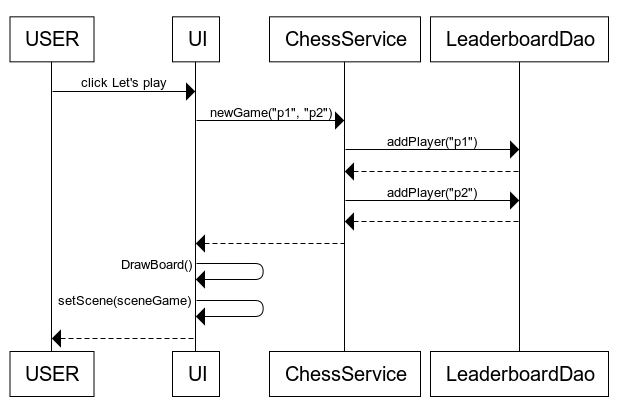 USER UI ChessService LeaderboardDao
click Let's play
newGame("p1", "p2")
addPlayer("p1")
addPlayer("p2")
DrawBoard()
setScene(sceneGame)
USER UI ChessService LeaderboardDao